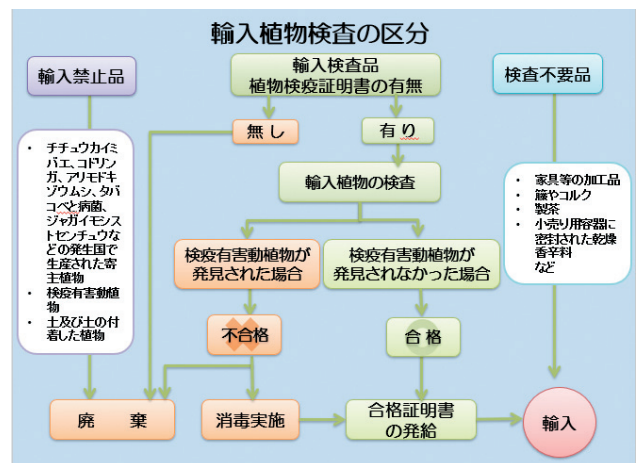 輸入植物検査の区分
輸入禁止品
輸入検査品
植物検疫証明書の有無
検査不要品
無し
有り
・ チチュウカイミ
バエ、コドリン
ガ、アリモドキ
ゾウムシ、タバ
コベと病菌、
ジャガイモシス
トセンチュウな
どの発生国で
生産された寄
主植物
・ 検疫有害動植
物
・ 土及び土の付
着した植物
輸入植物の検査
・ 家具等の加工品
・ 籐やコルク
・ 製茶
・ 小売り用容器に
密封された乾燥
香辛料
など
検疫有害動植物が
発見された場合
検疫有害動植物が
発見されなかった場合
不合格
合格
廃 棄
消毒実施
合格証明書
の発給
輸入